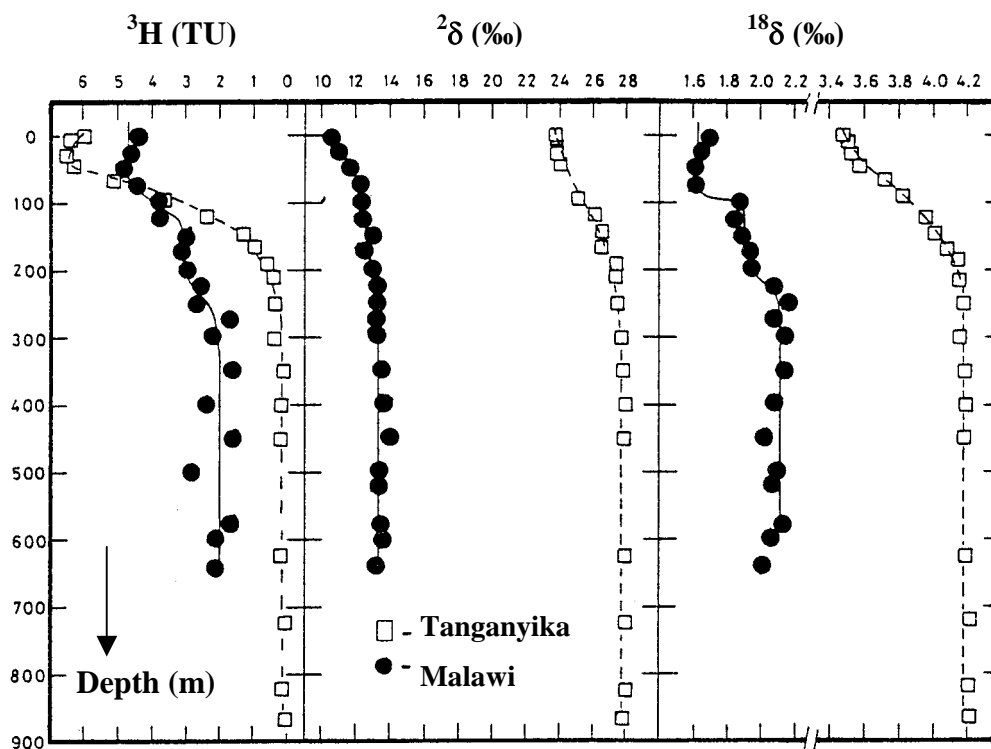 ³H (TU) ²δ (‰) ¹⁸δ (‰)
6 5 4 3 2 1 0 10 12 14 16 18 20 22 24 26 28 1.6 1.8 2.0 2.2 3.4 3.6 3.8 4.0 4.2
0
100
200
300
400
500
600
700
800
900
□ - Tanganyika
● - Malawi
Depth (m)